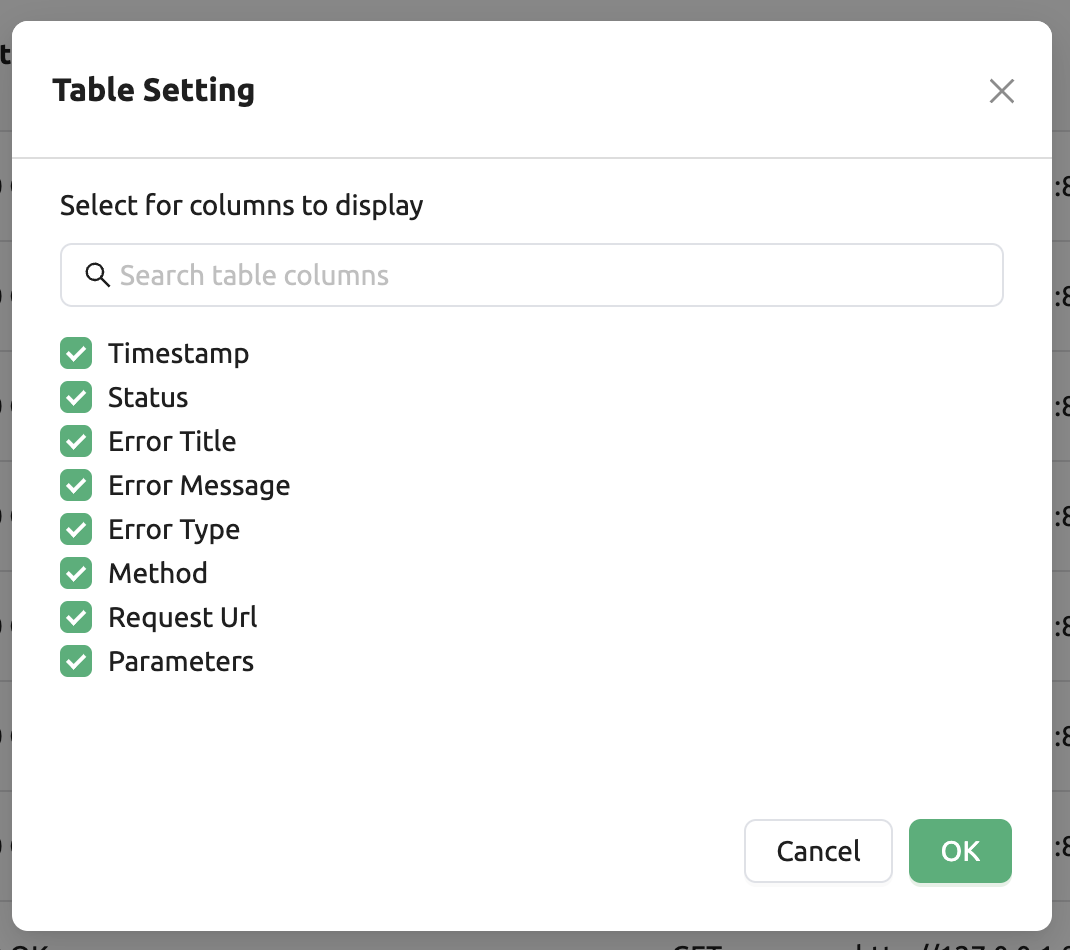 Table Setting
Select for columns to display
Search table columns
Timestamp
Status
Error Title
Error Message
Error Type
Method
Request Url
Parameters
Cancel
OK